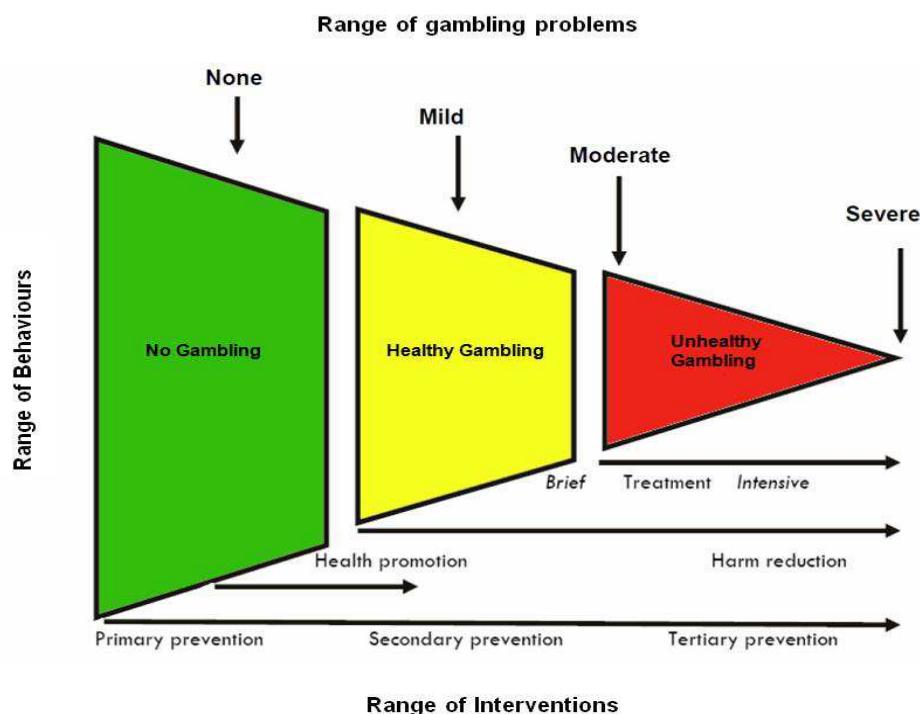 Range of gambling problems
None
Mild
Moderate
Severe
Range of Behaviours
No Gambling
Healthy Gambling
Unhealthy
Gambling
Brief Treatment Intensive
Health promotion Harm reduction
Primary prevention Secondary prevention Tertiary prevention
Range of Interventions